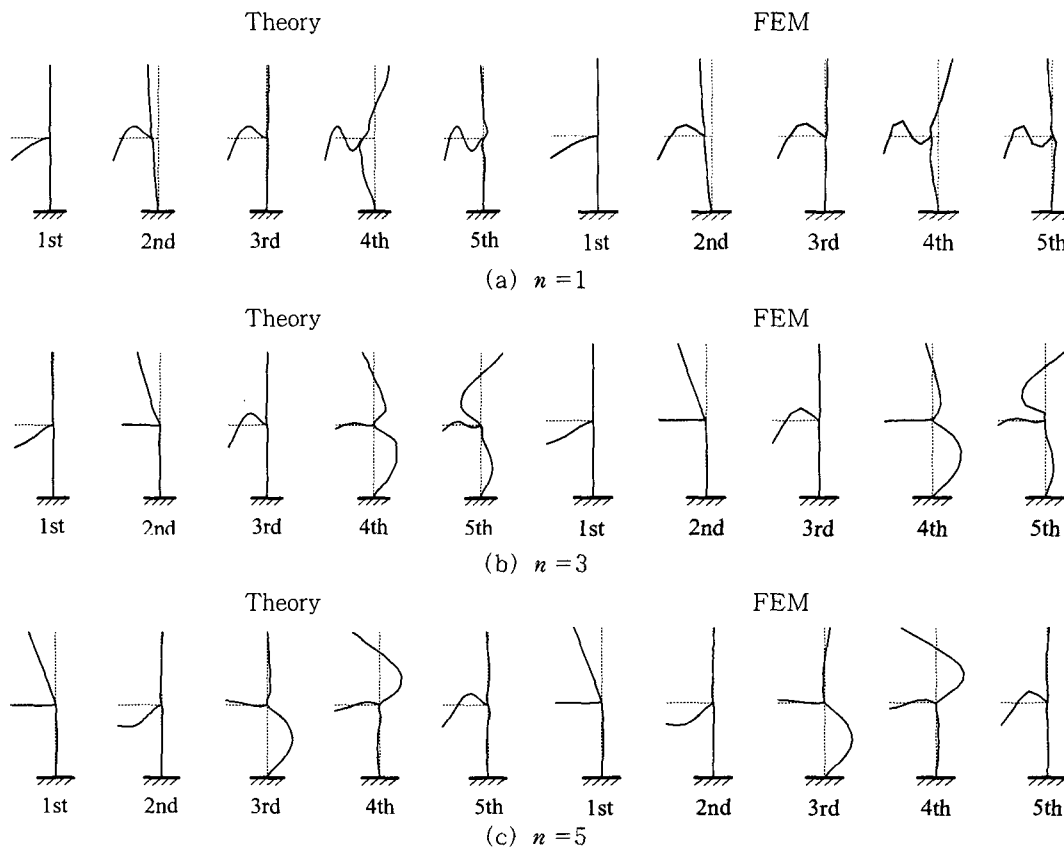 Theory FEM
1st 2nd 3rd 4th 5th 1st 2nd 3rd 4th 5th
(a) n=1
Theory FEM
1st 2nd 3rd 4th 5th 1st 2nd 3rd 4th 5th
(b) n=3
Theory FEM
1st 2nd 3rd 4th 5th 1st 2nd 3rd 4th 5th
(c) n=5